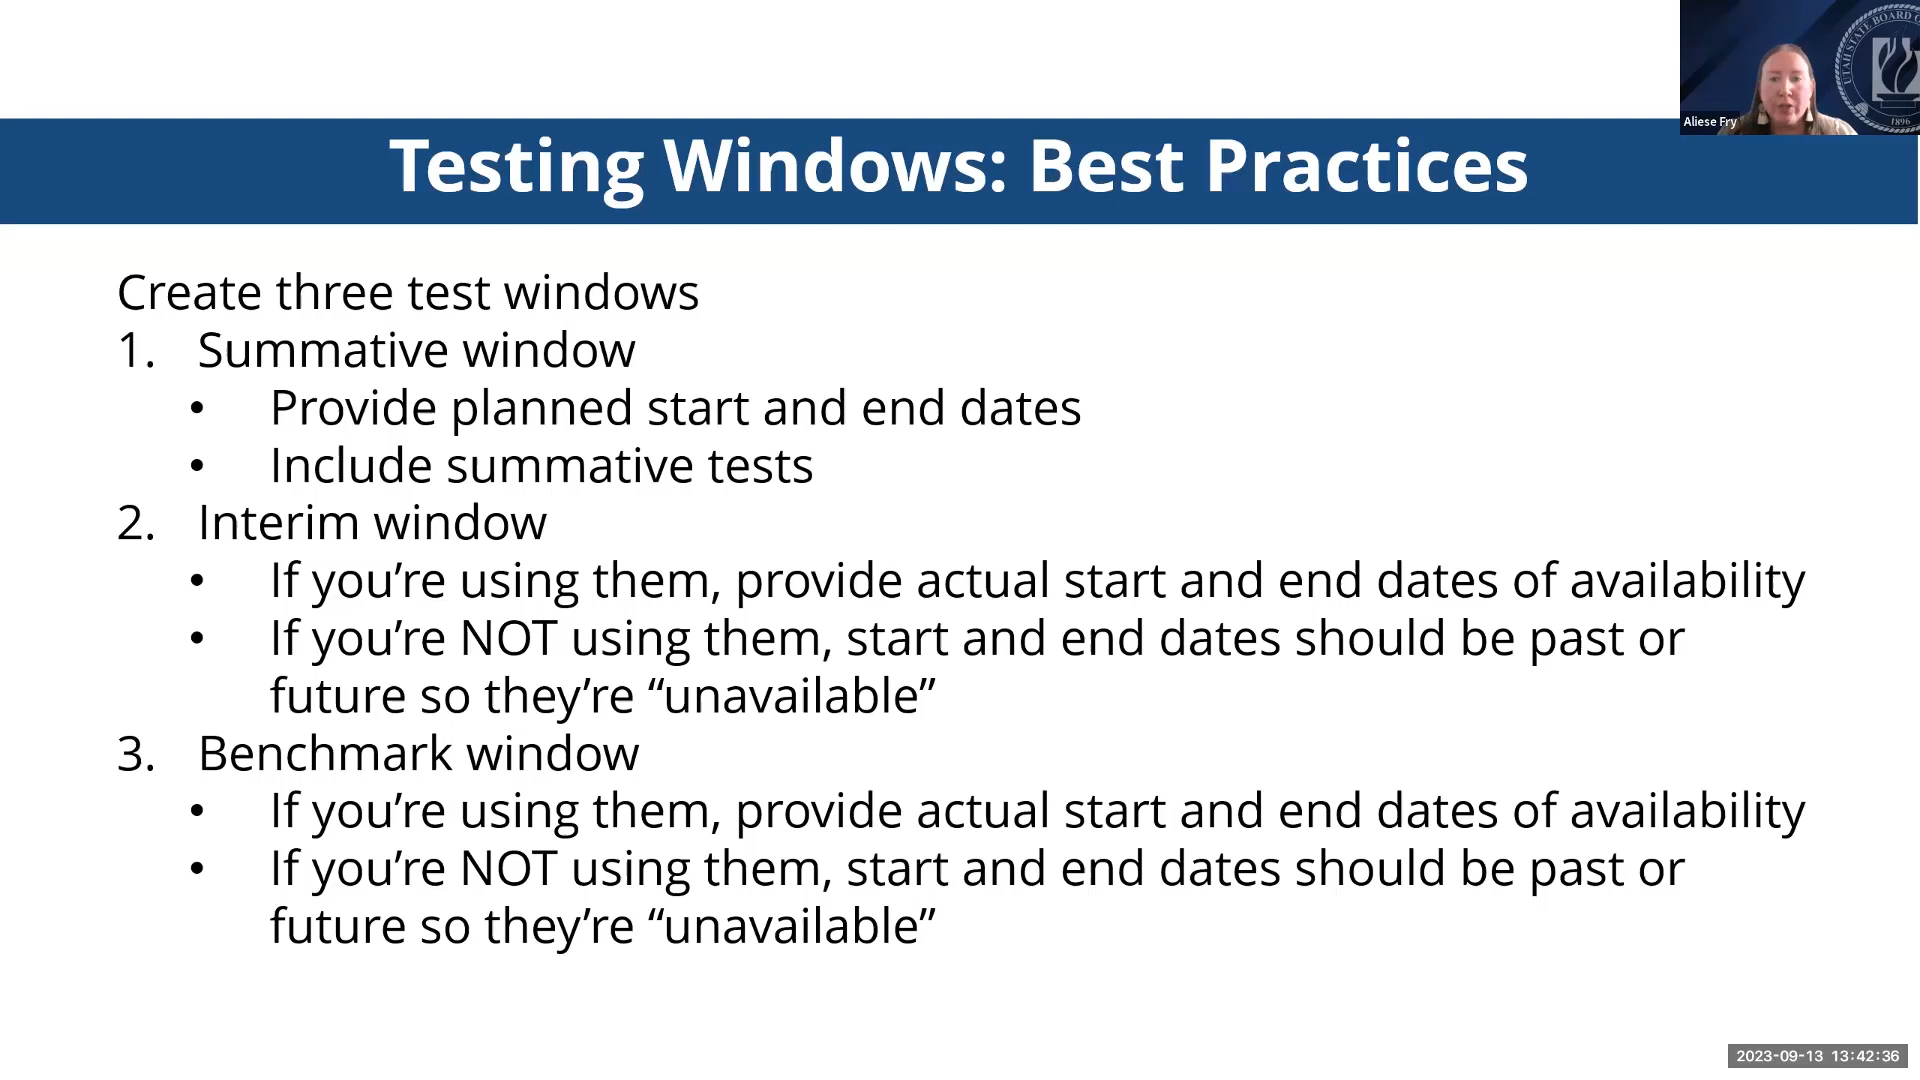 UTAH STATE BOARD O
1896
Aliese Fry
Testing Windows: Best Practices
Create three test windows
1. Summative window
• Provide planned start and end dates
• Include summative tests
2. Interim window
• If you’re using them, provide actual start and end dates of availability
• If you’re NOT using them, start and end dates should be past or
future so they’re “unavailable”
3. Benchmark window
• If you’re using them, provide actual start and end dates of availability
• If you’re NOT using them, start and end dates should be past or
future so they’re “unavailable”
2023-09-13 13:42:36